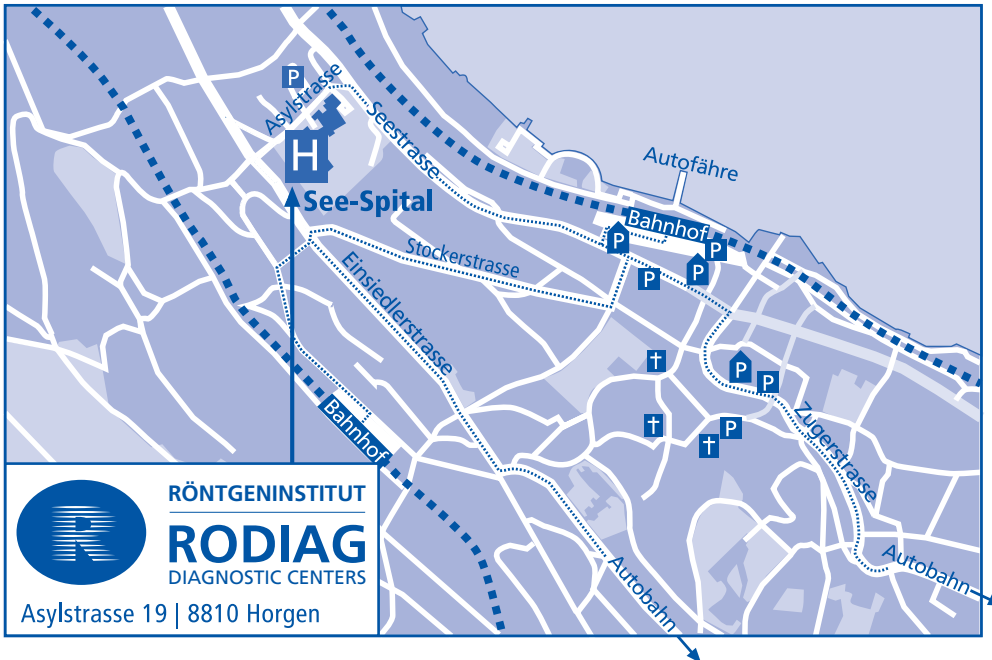 P
Asylstrasse
H
See-Spital
Seestrasse
Autofähre
Bahnhof
P
P
P
P
Stockerstrasse
Einsiedlerstrasse
P
P
P
Zugerstrasse
Bahnhof
Autobahn
Autobahn
R
RÖNTGENINSTITUT
RODIAG
DIAGNOSTIC CENTERS
Asylstrasse 19 | 8810 Horgen